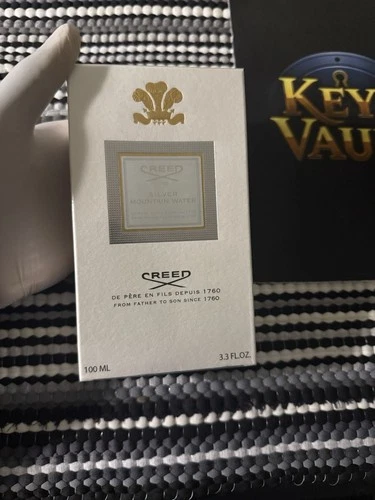 CREED
SILVER
MOUNTAIN WATER
CREED
DE PÈRE EN FILS DEPUIS 1760
FROM FATHER TO SON SINCE 1760
100 ML
3.3 FL.OZ.
KEY
VAU